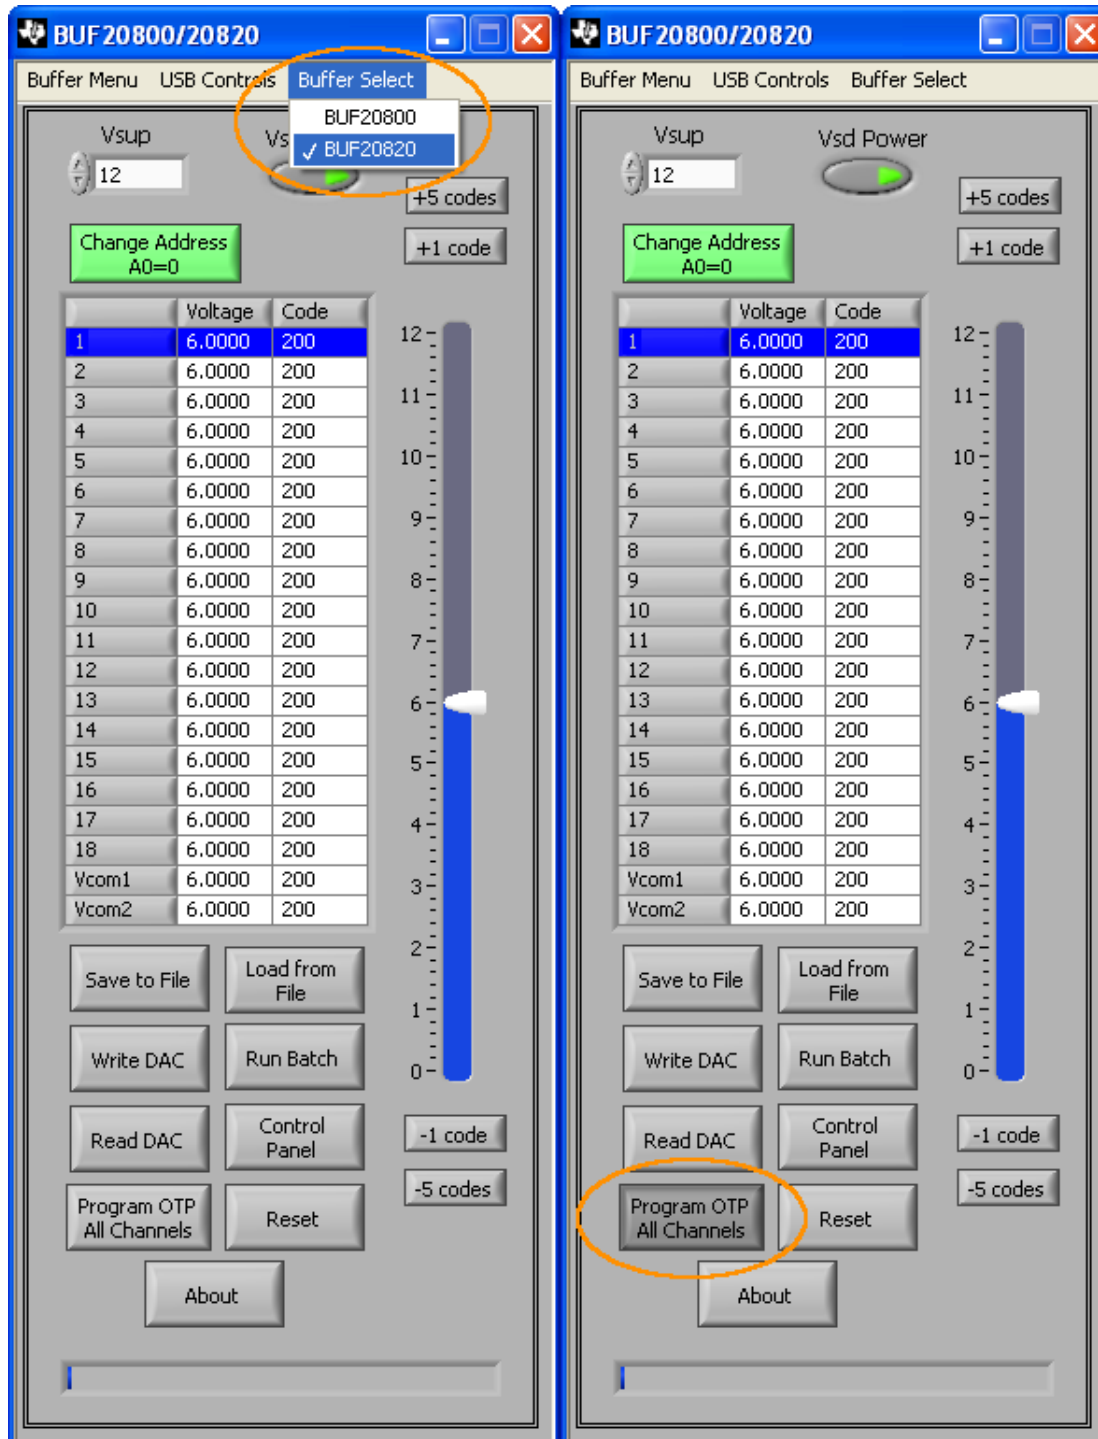 BUF20800/20820
Buffer Menu USB Controls Buffer Select
BUF20800
✓ BUF20820
Vsup
12
+5 codes
Change Address
A0=0
+1 code
Voltage Code
1 6.0000 200
2 6.0000 200
3 6.0000 200
4 6.0000 200
5 6.0000 200
6 6.0000 200
7 6.0000 200
8 6.0000 200
9 6.0000 200
10 6.0000 200
11 6.0000 200
12 6.0000 200
13 6.0000 200
14 6.0000 200
15 6.0000 200
16 6.0000 200
17 6.0000 200
18 6.0000 200
Vcom1 6.0000 200
Vcom2 6.0000 200
12
11
10
9
8
7
6
5
4
3
2
1
0
Save to File
Load from
File
Write DAC
Run Batch
Read DAC
Control
Panel
-1 code
Program OTP
All Channels
Reset
-5 codes
About
BUF20800/20820
Buffer Menu USB Controls Buffer Select
Vsup
12
Vsd Power
+5 codes
Change Address
A0=0
+1 code
Voltage Code
1 6.0000 200
2 6.0000 200
3 6.0000 200
4 6.0000 200
5 6.0000 200
6 6.0000 200
7 6.0000 200
8 6.0000 200
9 6.0000 200
10 6.0000 200
11 6.0000 200
12 6.0000 200
13 6.0000 200
14 6.0000 200
15 6.0000 200
16 6.0000 200
17 6.0000 200
18 6.0000 200
Vcom1 6.0000 200
Vcom2 6.0000 200
12
11
10
9
8
7
6
5
4
3
2
1
0
Save to File
Load from
File
Write DAC
Run Batch
Read DAC
Control
Panel
-1 code
Program OTP
All Channels
Reset
-5 codes
About